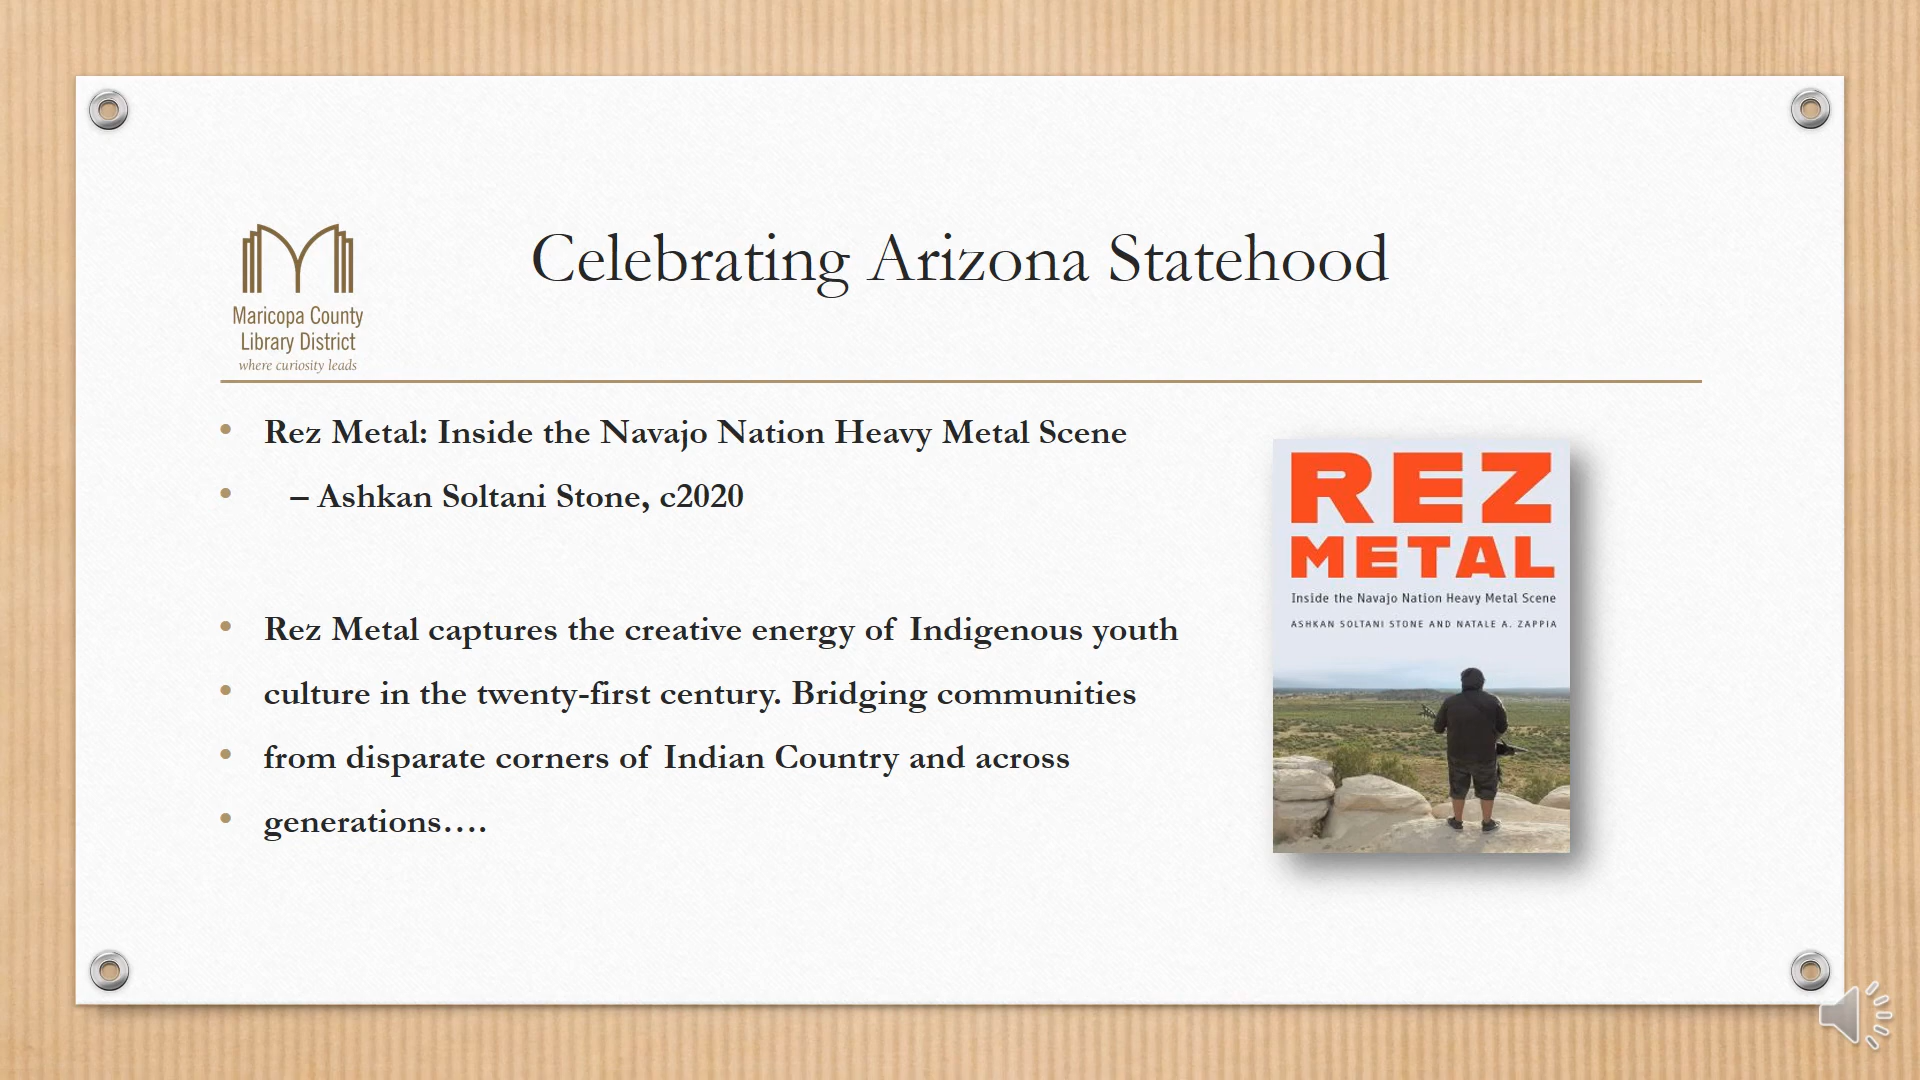 Maricopa County
Library District
where curiosity leads
Celebrating Arizona Statehood
• Rez Metal: Inside the Navajo Nation Heavy Metal Scene
• – Ashkan Soltani Stone, c2020
• Rez Metal captures the creative energy of Indigenous youth
• culture in the twenty-first century. Bridging communities
• from disparate corners of Indian Country and across
• generations….
REZ
METAL
Inside the Navajo Nation Heavy Metal Scene
ASHKAN SOLTANI STONE AND NATALE A. ZAPPIA